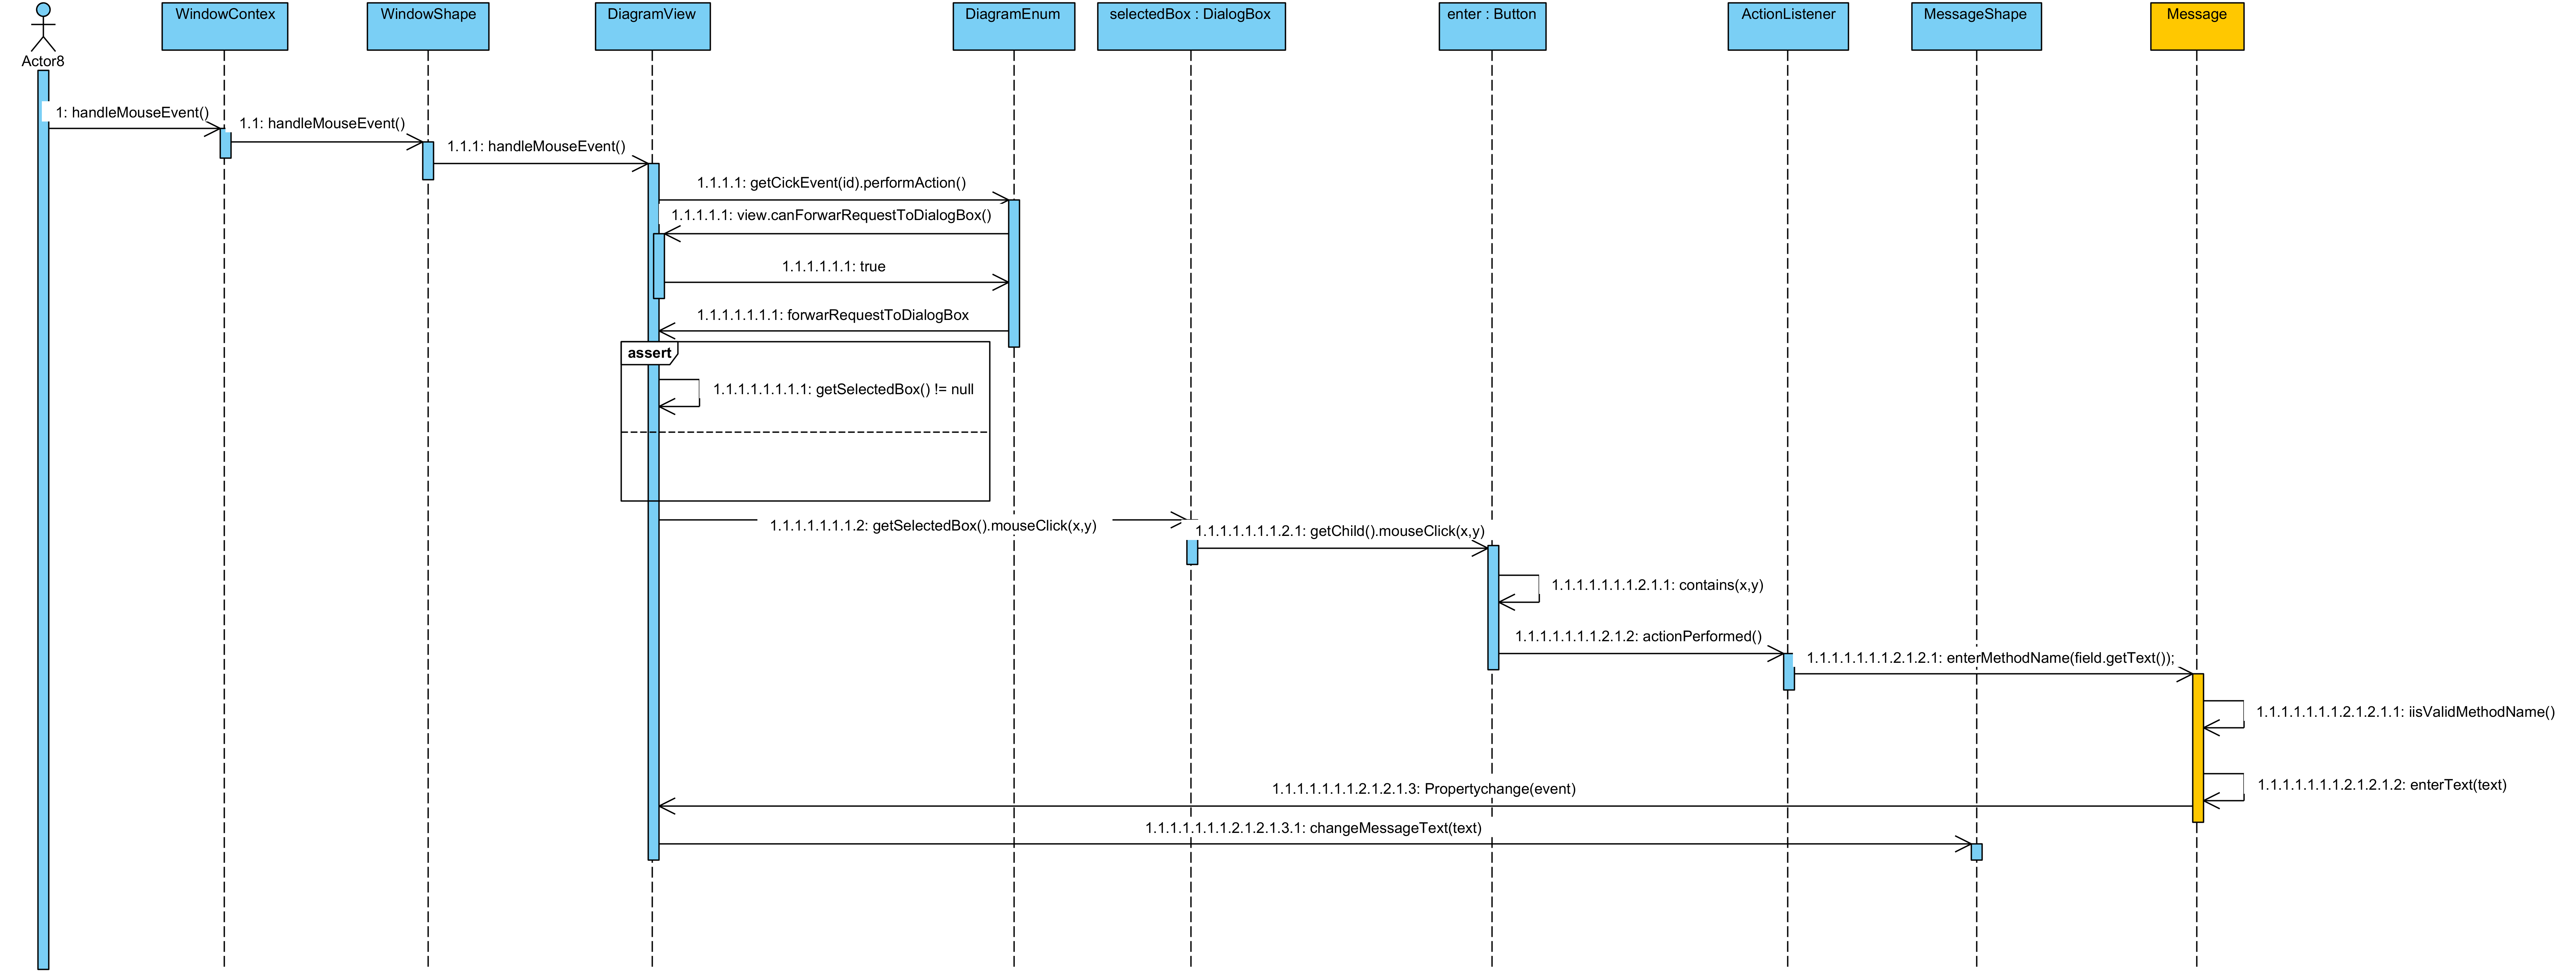 WindowContex
WindowShape
DiagramView
DiagramEnum
selectedBox : DialogBox
enter : Button
ActionListener
MessageShape
Message
Actor8
1: handleMouseEvent()
1.1: handleMouseEvent()
1.1.1: handleMouseEvent()
1.1.1.1: getCickEvent(id).performAction()
1.1.1.1.1: view.canForwarRequestToDialogBox()
1.1.1.1.1.1: true
1.1.1.1.1.1.1: forwarRequestToDialogBox
assert
1.1.1.1.1.1.1.1: getSelectedBox() != null
1.1.1.1.1.1.1.2: getSelectedBox().mouseClick(x,y)
1.1.1.1.1.1.1.2.1: getChild().mouseClick(x,y)
1.1.1.1.1.1.1.2.1.1: contains(x,y)
1.1.1.1.1.1.1.2.1.2: actionPerformed()
1.1.1.1.1.1.1.2.1.2.1: enterMethodName(field.getText());
1.1.1.1.1.1.1.2.1.2.1.1: iisValidMethodName()
1.1.1.1.1.1.1.2.1.2.1.2: enterText(text)
1.1.1.1.1.1.1.2.1.2.1.3: Propertychange(event)
1.1.1.1.1.1.1.2.1.2.1.3.1: changeMessageText(text)